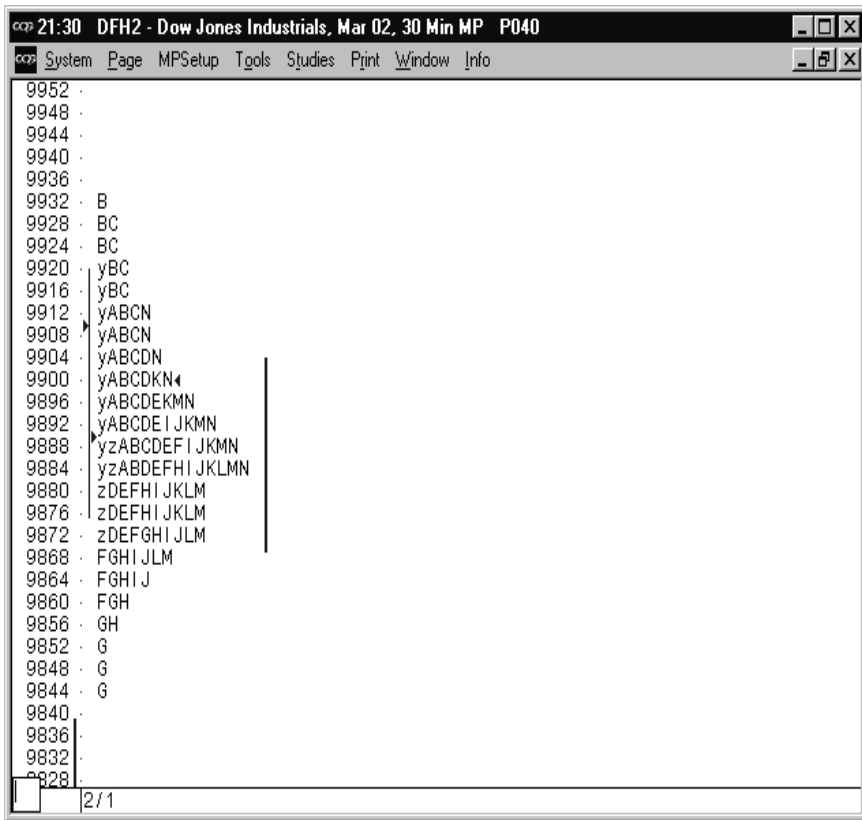 CQG 21:30 DFH2 - Dow Jones Industrials, Mar 02, 30 Min MP P040
CQG System Page MPSetup Tools Studies Print Window Info
9952
9948
9944
9940
9936
9932 B
9928 BC
9924 BC
9920 yBC
9916 yBC
9912 yABCN
9908 yABCN
9904 yABCDN
9900 yABCDKN
9896 yABCDEKMN
9892 yABCDEIJKMN
9888 yzABCDEFIJKMN
9884 yzABDEFHIJKLMN
9880 zDEFHIJKLM
9876 zDEFHIJKLM
9872 zDEFGHIJLM
9868 FGHIJLM
9864 FGHIJ
9860 FGH
9856 GH
9852 G
9848 G
9844 G
9840
9836
9832
9828
2/1